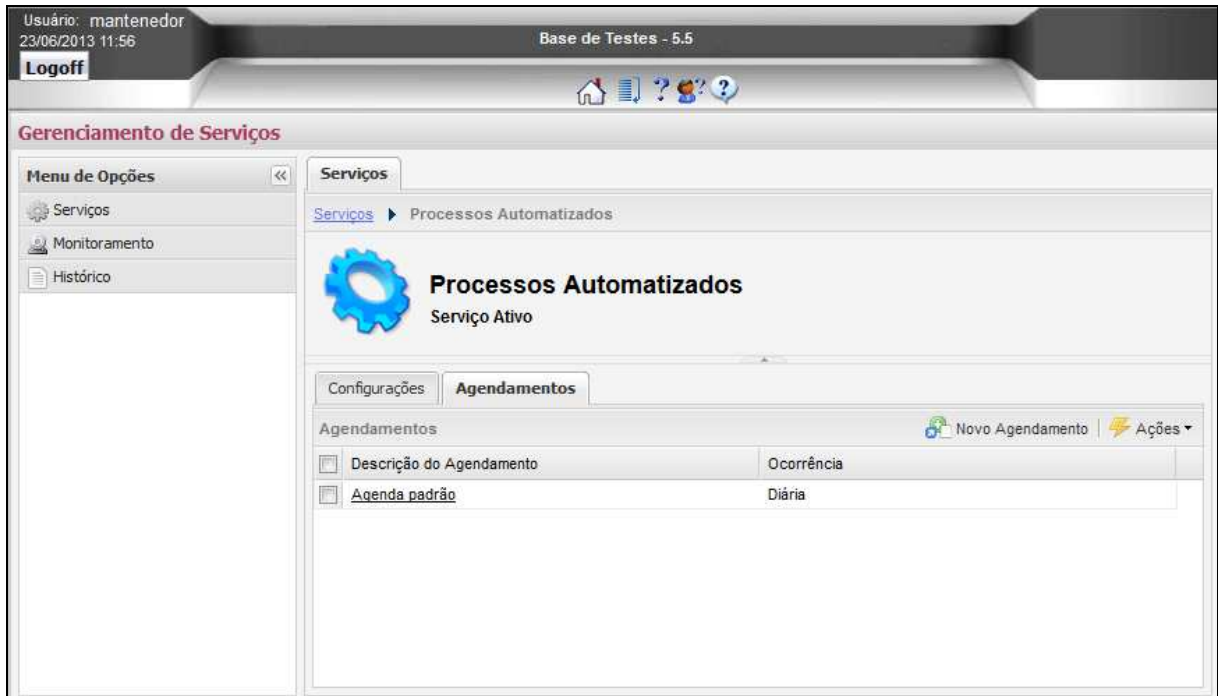 Usuário: mantenedor
23/06/2013 11:56
Base de Testes - 5.5
Logoff
Gerenciamento de Serviços
Menu de Opções
Serviços
Monitoramento
Histórico
Serviços
Serviços Processos Automatizados
Processos Automatizados
Serviço Ativo
Configurações Agendamentos
Agendamentos Novo Agendamento Ações
Descrição do Agendamento Ocorrência
Agenda padrão Diária